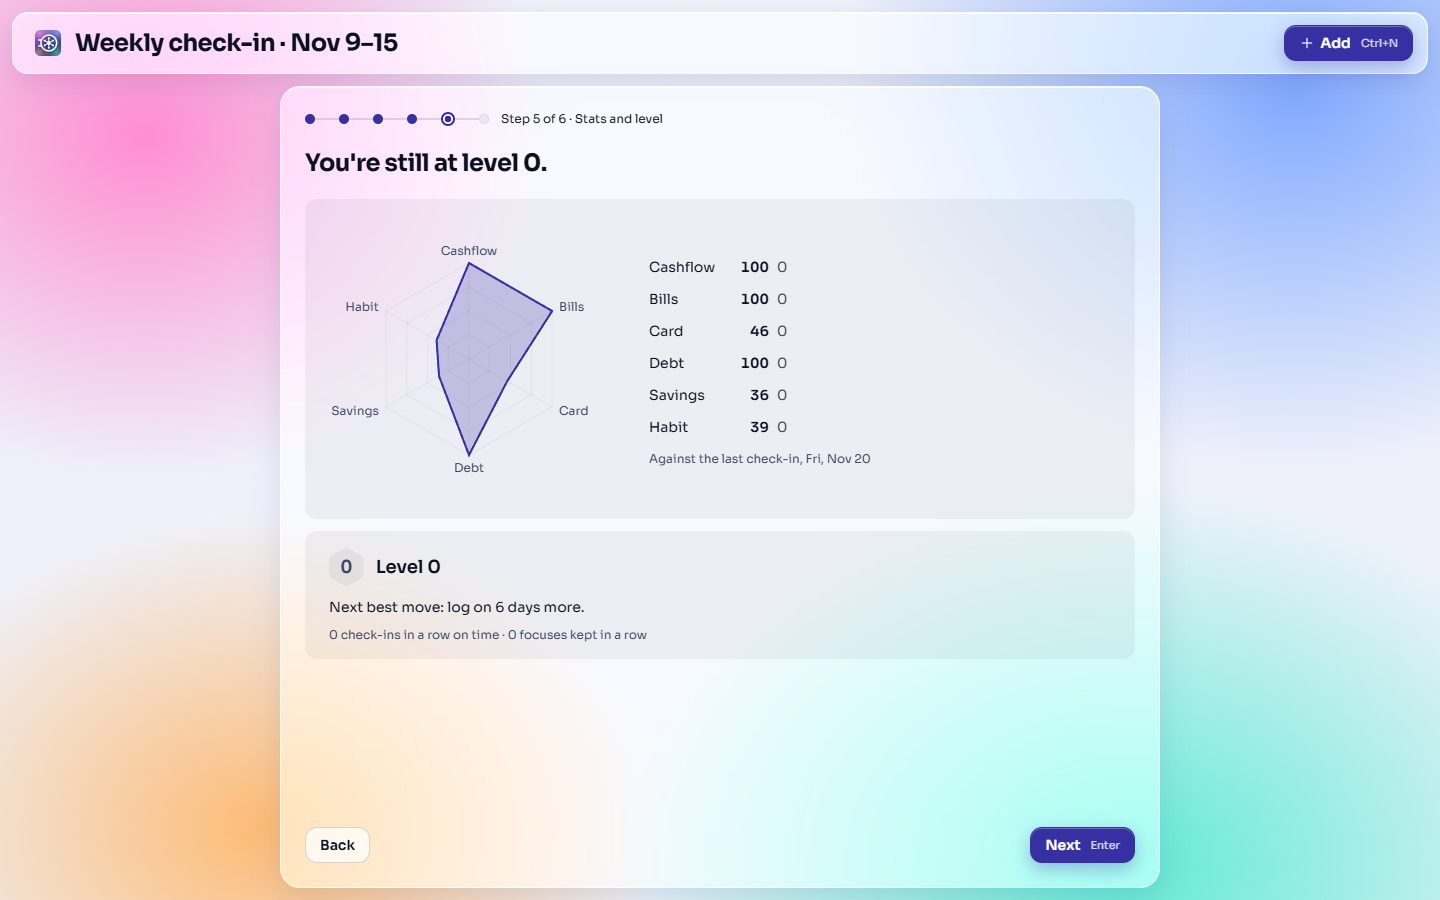 Weekly check-in · Nov 9–15
+ Add Ctrl+N
Step 5 of 6 · Stats and level
You're still at level 0.
Cashflow
Habit
Bills
Savings
Card
Debt
Cashflow 100 0
Bills 100 0
Card 46 0
Debt 100 0
Savings 36 0
Habit 39 0
Against the last check-in, Fri, Nov 20
0 Level 0
Next best move: log on 6 days more.
0 check-ins in a row on time · 0 focuses kept in a row
Back
Next Enter